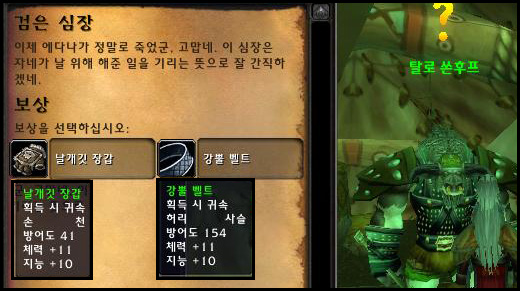 검은 심장
이제 에다나가 정말로 죽었군, 고맙네. 이 심장은
자네가 날 위해 해준 일을 기리는 뜻으로 잘 간직하
겠네.
보상
보상을 선택하십시오:
날개깃 장갑
강뿔 벨트
날개깃 장갑
획득 시 귀속
손 천
방어도 41
체력 +11
지능 +10
강뿔 벨트
획득 시 귀속
허리 사슬
방어도 154
체력 +11
지능 +10
?
탈로 쏜후프